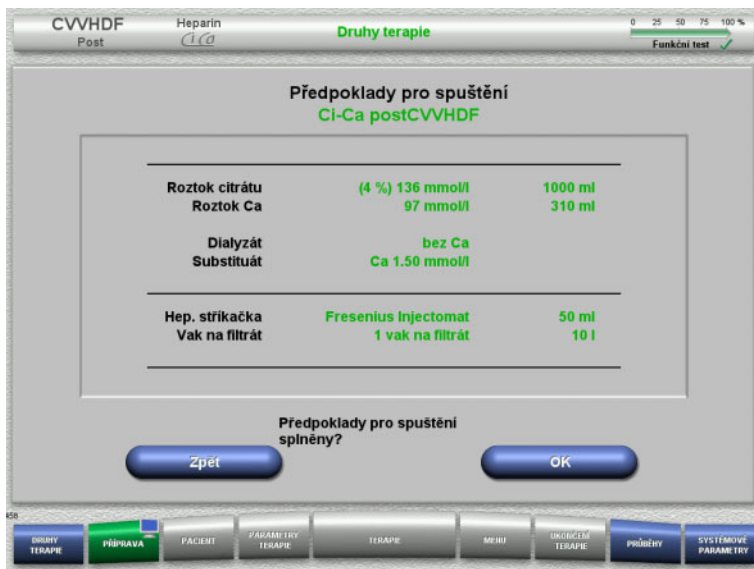 CVVHDF
Post
Heparin
Ci Ca
Druhy terapie
0 25 50 75 100 %
Funkční test
Předpoklady pro spuštění
Ci-Ca postCVVHDF
Roztok citrátu (4 %) 136 mmol/l 1000 ml
Roztok Ca 97 mmol/l 310 ml
Dialyzát bez Ca
Substituát Ca 1.50 mmol/l
Hep. stříkačka Fresenius Injectomat 50 ml
Vak na filtrát 1 vak na filtrát 10 l
Předpoklady pro spuštění
splněny?
Zpět OK
458
DRUHY
TERAPIE
PŘÍPRAVA
PACIENT
PARAMETRY
TERAPIE
TERAPIE
MENU
UKONČENÍ
TERAPIE
PRŮBĚHY
SYSTÉMOVÉ
PARAMETRY